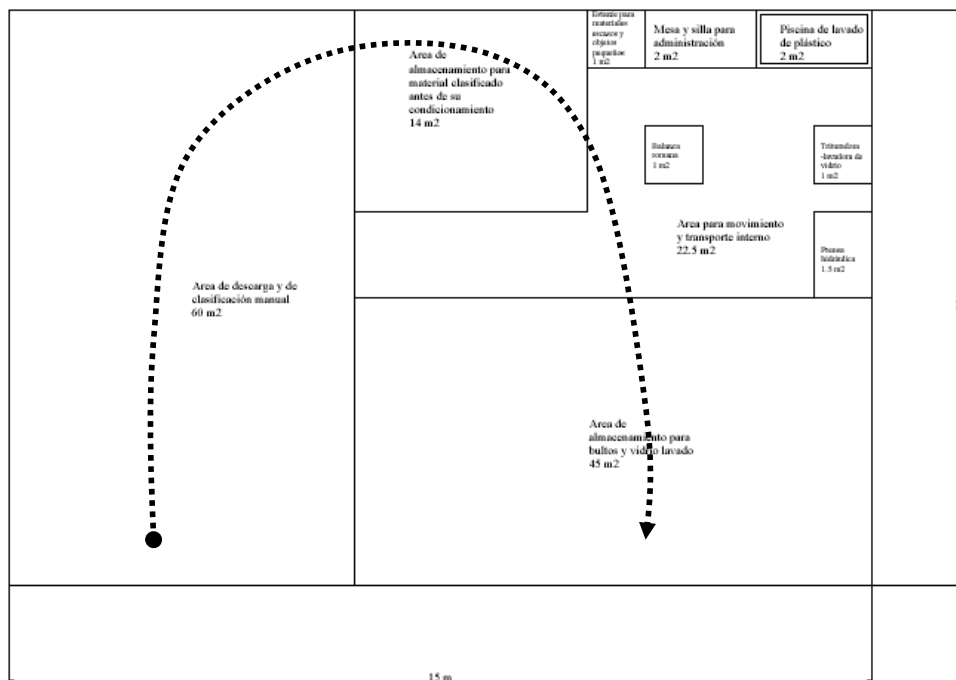 Estante para
materiales
escazos y
objetos
pequeños
1 m2
Mesa y silla para
administración
2 m2
Piscina de lavado
de plástico
2 m2
Area de
almacenamiento para
material clasificado
antes de su
condicionamiento
14 m2
Balanza
romana
1 m2
Trituradora
-lavadora de
vidrio
1 m2
Area para movimiento
y transporte interno
22.5 m2
Prensa
hidráulica
1.5 m2
Area de descarga y de
clasificación manual
60 m2
Area de
almacenamiento para
bultos y vidrio lavado
45 m2
15 m